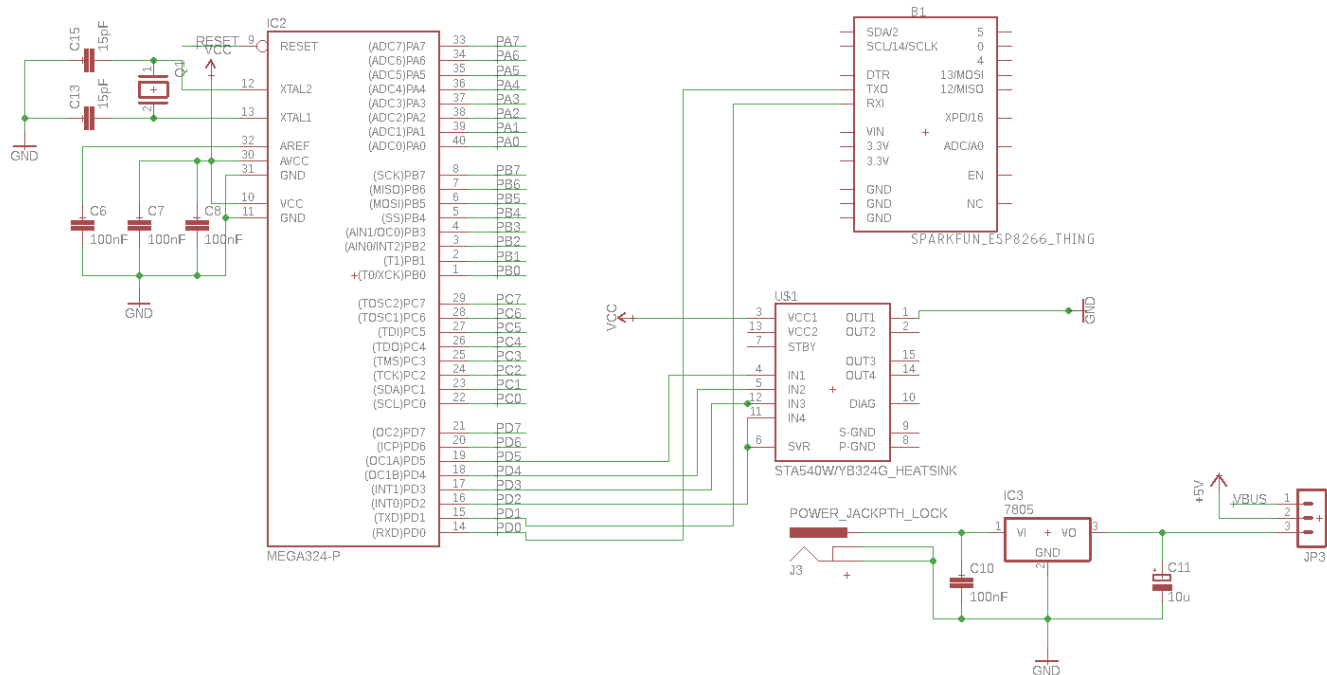 C15
15pF
C13
15pF
GND
1
Q1
2
RESET
VCC
C6
100nF
C7
100nF
C8
100nF
GND
IC2
9
RESET
12
XTAL2
13
XTAL1
32
AREF
30
AVCC
31
GND
10
VCC
11
GND
(ADC7)PA7 33 PA7
(ADC6)PA6 34 PA6
(ADC5)PA5 35 PA5
(ADC4)PA4 36 PA4
(ADC3)PA3 37 PA3
(ADC2)PA2 38 PA2
(ADC1)PA1 39 PA1
(ADC0)PA0 40 PA0
(SCK)PB7 8 PB7
(MISO)PB6 7 PB6
(MOSI)PB5 6 PB5
(SS)PB4 5 PB4
(AIN1/OC0)PB3 4 PB3
(AIN0/INT2)PB2 3 PB2
(T1)PB1 2 PB1
(T0/XCK)PB0 1 PB0
(TOSC2)PC7 29 PC7
(TOSC1)PC6 28 PC6
(TDI)PC5 27 PC5
(TDO)PC4 26 PC4
(TMS)PC3 25 PC3
(TCK)PC2 24 PC2
(SDA)PC1 23 PC1
(SCL)PC0 22 PC0
(OC2)PD7 21 PD7
(ICP)PD6 20 PD6
(OC1A)PD5 19 PD5
(OC1B)PD4 18 PD4
(INT1)PD3 17 PD3
(INT0)PD2 16 PD2
(TXD)PD1 15 PD1
(RXD)PD0 14 PD0
MEGA324-P
B1
SDA/2 5
SCL/14/SCLK 0
4
DTR 13/MOSI
TXO 12/MISO
RXI
XPD/16
VIN
3.3V ADC/A0
3.3V
EN
GND
GND NC
GND
SPARKFUN_ESP8266_THING
U$1
VCC
3 VCC1 OUT1 1
13 VCC2 OUT2 2
7 STBY
OUT3 15
4 IN1 OUT4 14
5 IN2
12 IN3 DIAG 10
11 IN4
S-GND 9
6 SVR P-GND 8
GND
STA540W/YB324G_HEATSINK
POWER_JACKPTH_LOCK
J3
C10
100nF
IC3
7805
1 VI VO 3
GND
2
C11
10u
GND
+5V
VBUS
1
2
3
JP3